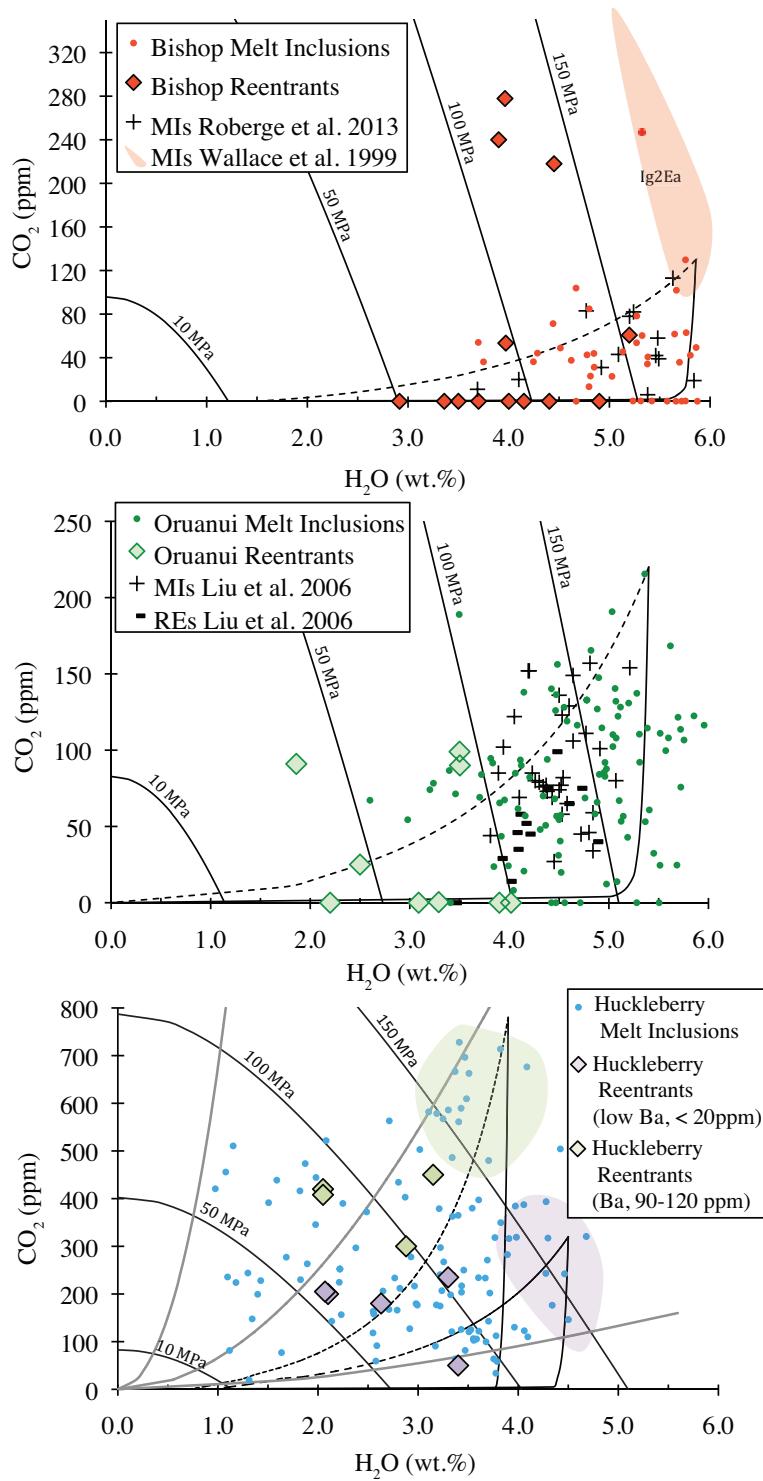 320
280
240
200
160
120
80
40
0
CO2 (ppm)
Bishop Melt Inclusions
Bishop Reentrants
MIs Roberge et al. 2013
MIs Wallace et al. 1999
10 MPa
50 MPa
100 MPa
150 MPa
Ig2Ea
0.0 1.0 2.0 3.0 4.0 5.0 6.0
H2O (wt.%)
250
200
150
100
50
0
CO2 (ppm)
Oruanui Melt Inclusions
Oruanui Reentrants
MIs Liu et al. 2006
REs Liu et al. 2006
10 MPa
50 MPa
100 MPa
150 MPa
0.0 1.0 2.0 3.0 4.0 5.0 6.0
H2O (wt.%)
800
700
600
500
400
300
200
100
0
CO2 (ppm)
10 MPa
50 MPa
100 MPa
150 MPa
Huckleberry
Melt Inclusions
Huckleberry
Reentrants
(low Ba, < 20ppm)
Huckleberry
Reentrants
(Ba, 90-120 ppm)
0.0 1.0 2.0 3.0 4.0 5.0 6.0
H2O (wt.%)